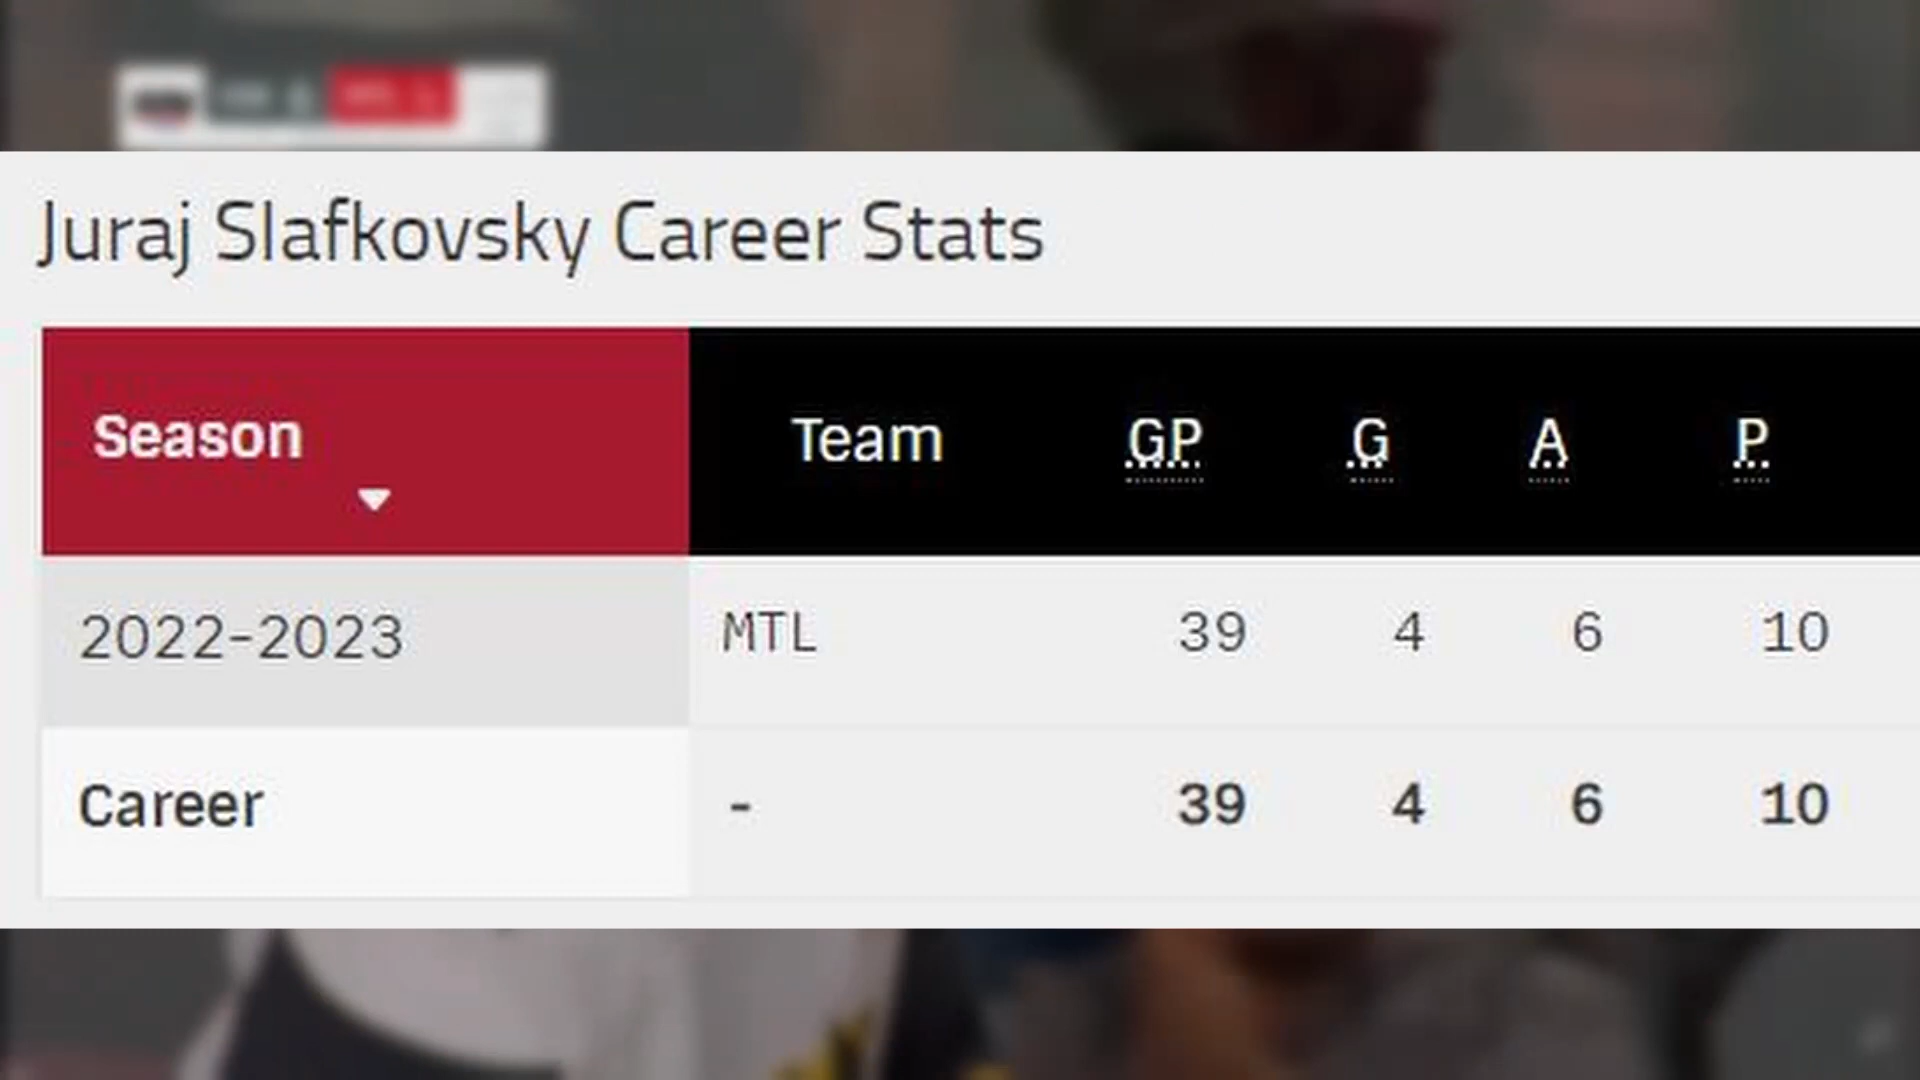 Juraj Slafkovsky Career Stats
Season Team GP G A P
2022-2023 MTL 39 4 6 10
Career - 39 4 6 10